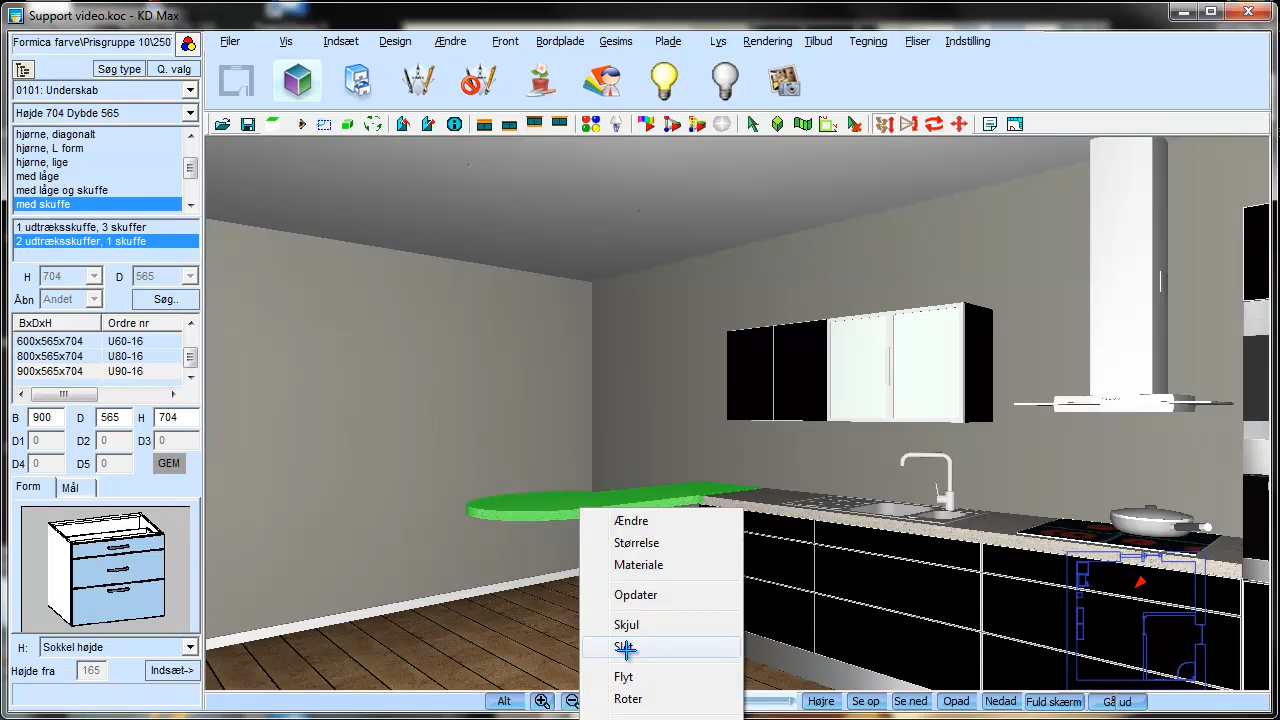 Support video.koc - KD Max
Formica farve\Prisgruppe 10\250
Filer Vis Indsæt Design Ændre Front Bordplade Gesims Pladе Lys Rendering Tilbud Tegning Fliser Indstilling
Søg type Q. valg
0101: Underskab
Højde 704 Dybde 565
hjørne, diagonalt
hjørne, L form
hjørne, lige
med låge
med låge og skuffe
med skuffe
1 udtræksskuffe, 3 skuffer
2 udtræksskuffer, 1 skuffe
H 704 D 565
Åbn Andet Søg..
BxDxH Ordre nr
600x565x704 U60-16
800x565x704 U80-16
900x565x704 U90-16
B 900 D 565 H 704
D1 0 D2 0 D3 0
D4 0 D5 0 GEM
Form Mål
H: Sokkel højde
Højde fra 165 Indsæt->
Ændre
Størrelse
Materiale
Opdater
Skjul
Flyt
Roter
Alt Højre Se op Se ned Opad Nedad Fuld skærm Gå ud